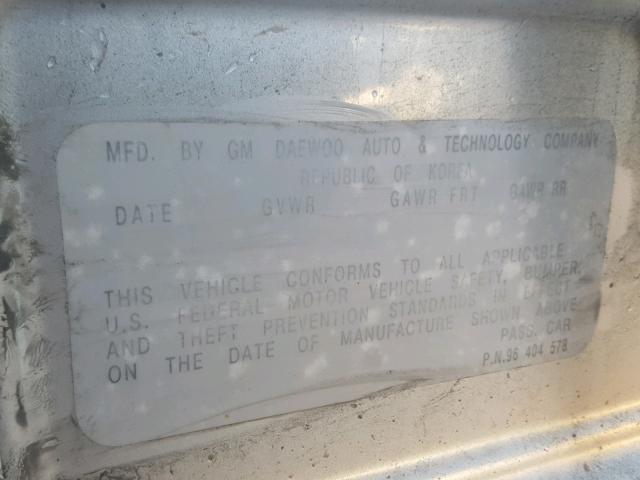 MFD. BY GM DAEWOO AUTO & TECHNOLOGY COMPANY
REPUBLIC OF KOREA
DATE GVWR GAWR FRT GAWR RR
THIS VEHICLE CONFORMS TO ALL APPLICABLE
U.S. FEDERAL MOTOR VEHICLE SAFETY, BUMPER,
AND THEFT PREVENTION STANDARDS IN EFFECT
ON THE DATE OF MANUFACTURE SHOWN ABOVE
PASS. CAR
P.N.96 404 578